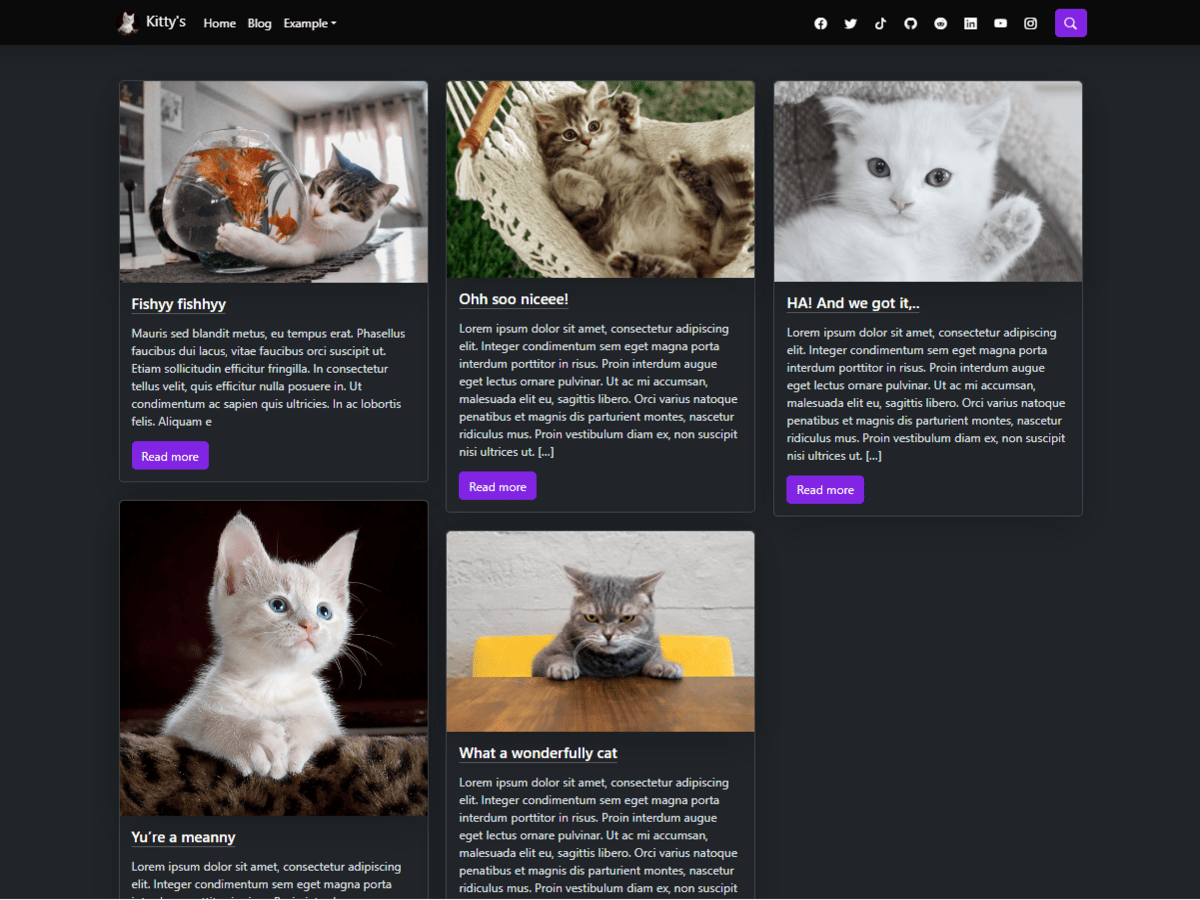 Kitty's Home Blog Example
Fishyy fishhyy
Mauris sed blandit metus, eu tempus erat. Phasellus
faucibus dui lacus, vitae faucibus orci suscipit ut.
Etiam sollicitudin efficitur fringilla. In consectetur
tellus velit, quis efficitur nulla posuere in. Ut
condimentum ac sapien quis ultricies. In ac lobortis
felis. Aliquam e
Read more
Ohh soo niceee!
Lorem ipsum dolor sit amet, consectetur adipiscing
elit. Integer condimentum sem eget magna porta
interdum porttitor in risus. Proin interdum augue
eget lectus ornare pulvinar. Ut ac mi accumsan,
malesuada elit eu, sagittis libero. Orci varius natoque
penatibus et magnis dis parturient montes, nascetur
ridiculus mus. Proin vestibulum diam ex, non suscipit
nisi ultrices ut. [...]
Read more
HA! And we got it,..
Lorem ipsum dolor sit amet, consectetur adipiscing
elit. Integer condimentum sem eget magna porta
interdum porttitor in risus. Proin interdum augue
eget lectus ornare pulvinar. Ut ac mi accumsan,
malesuada elit eu, sagittis libero. Orci varius natoque
penatibus et magnis dis parturient montes, nascetur
ridiculus mus. Proin vestibulum diam ex, non suscipit
nisi ultrices ut. [...]
Read more
Yu're a meanny
Lorem ipsum dolor sit amet, consectetur adipiscing
elit. Integer condimentum sem eget magna porta
What a wonderfully cat
Lorem ipsum dolor sit amet, consectetur adipiscing
elit. Integer condimentum sem eget magna porta
interdum porttitor in risus. Proin interdum augue
eget lectus ornare pulvinar. Ut ac mi accumsan,
malesuada elit eu, sagittis libero. Orci varius natoque
penatibus et magnis dis parturient montes, nascetur
ridiculus mus. Proin vestibulum diam ex, non suscipit